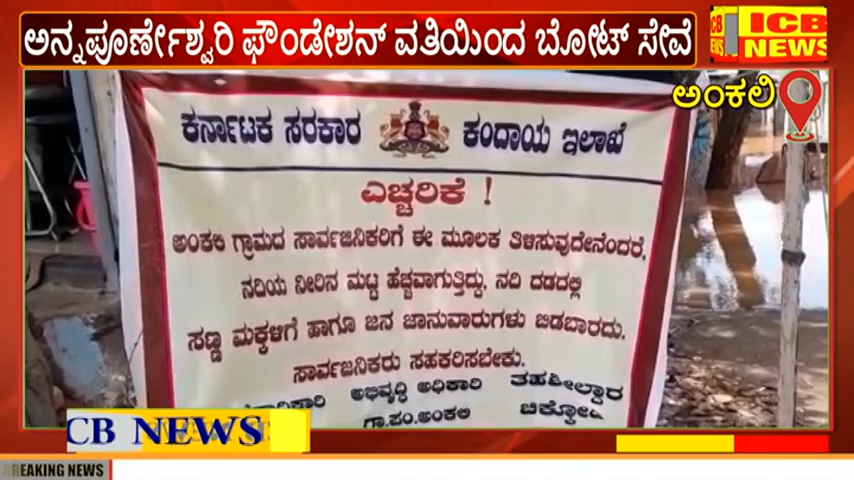 ಅನ್ನಪೂರ್ಣೇಶ್ವರಿ ಫೌಂಡೇಶನ್ ವತಿಯಿಂದ ಬೋಟ್ ಸೇವೆ
ICB NEWS
ಅಂಕಲಿ
ಕರ್ನಾಟಕ ಸರಕಾರ ಕಂದಾಯ ಇಲಾಖೆ
ಎಚ್ಚರಿಕೆ !
ಅಂಕಲಿ ಗ್ರಾಮದ ಸಾರ್ವಜನಿಕರಿಗೆ ಈ ಮೂಲಕ ತಿಳಿಸುವುದೇನೆಂದರೆ,
ನದಿಯ ನೀರಿನ ಮಟ್ಟ ಹೆಚ್ಚವಾಗುತ್ತಿದ್ದು, ನದಿ ದಡರಲ್ಲಿ
ಸಣ್ಣ ಮಕ್ಕಳಿಗೆ ಹಾಗೂ ಜನ ಜಾನುವಾರುಗಳು ಬಿಡಬಾರದು.
ಸಾರ್ವಜನಿಕರು ಸಹಕರಿಸಬೇಕು.
ಅಭಿವೃದ್ಧಿ ಅಧಿಕಾರಿ ತಹಶೀಲ್ದಾರ
ಗ್ರಾ.ಪಂ.ಅಂಕಲಿ ಚಿಕ್ಕೋಡಿ
CB NEWS
BREAKING NEWS